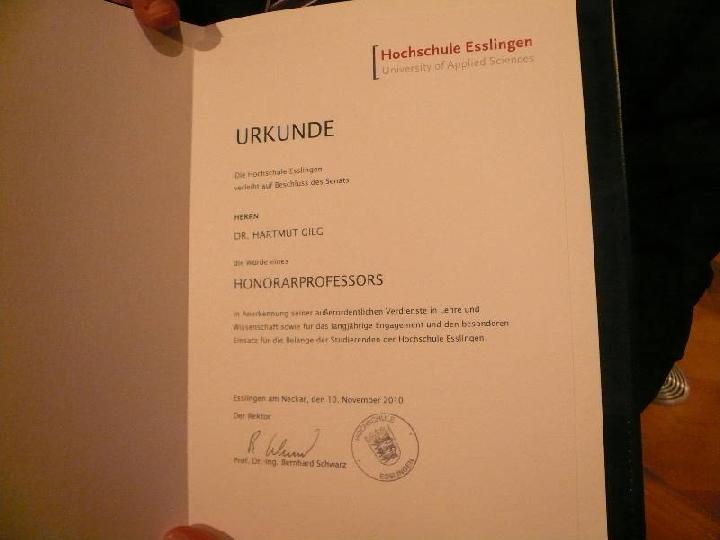 Hochschule Esslingen
University of Applied Sciences
URKUNDE
Die Hochschule Esslingen
verleiht auf Beschluss des Senats
HERRN
DR. HARTMUT GILG
die Würde eines
HONORARPROFESSORS
in Anerkennung seiner außerordentlichen Verdienste in Lehre und
Wissenschaft sowie für das langjährige Engagement und den besonderen
Einsatz für die Belange der Studierenden der Hochschule Esslingen
Esslingen am Neckar, den 10. November 2010
Der Rektor
Prof. Dr.-Ing. Bernhard Schwarz
HOCHSCHULE
ESSLINGEN